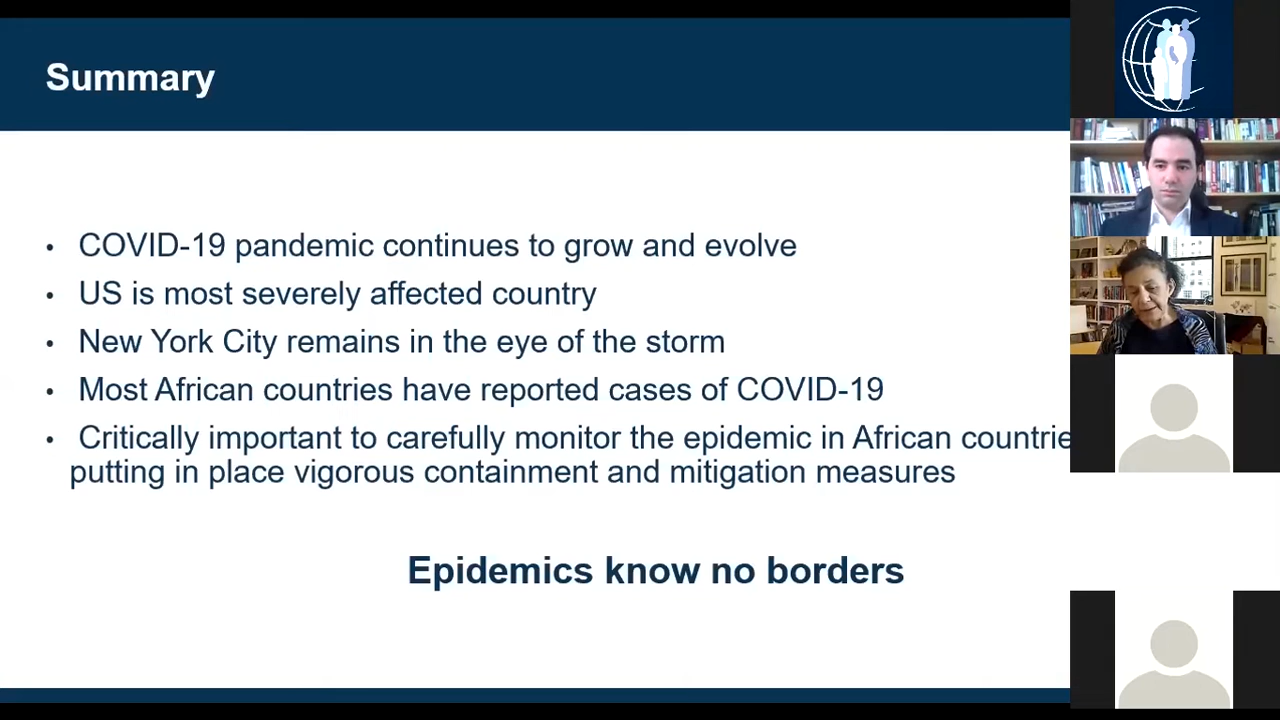 Summary
• COVID-19 pandemic continues to grow and evolve
• US is most severely affected country
• New York City remains in the eye of the storm
• Most African countries have reported cases of COVID-19
• Critically important to carefully monitor the epidemic in African countrie
putting in place vigorous containment and mitigation measures
Epidemics know no borders